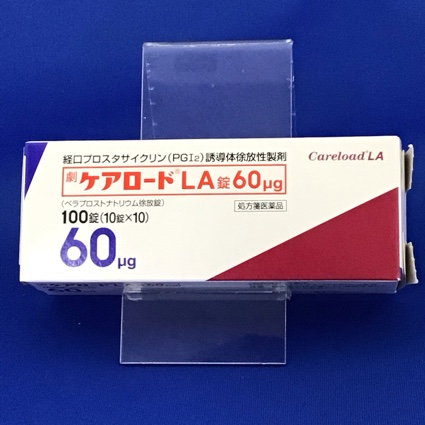 経口プロスタサイクリン(PGI₂)誘導体徐放性製剤
Careload® LA
劇 ケアロード® LA錠60μg
(ベラプロストナトリウム徐放錠)
処方箋医薬品
100錠(10錠×10)
60μg